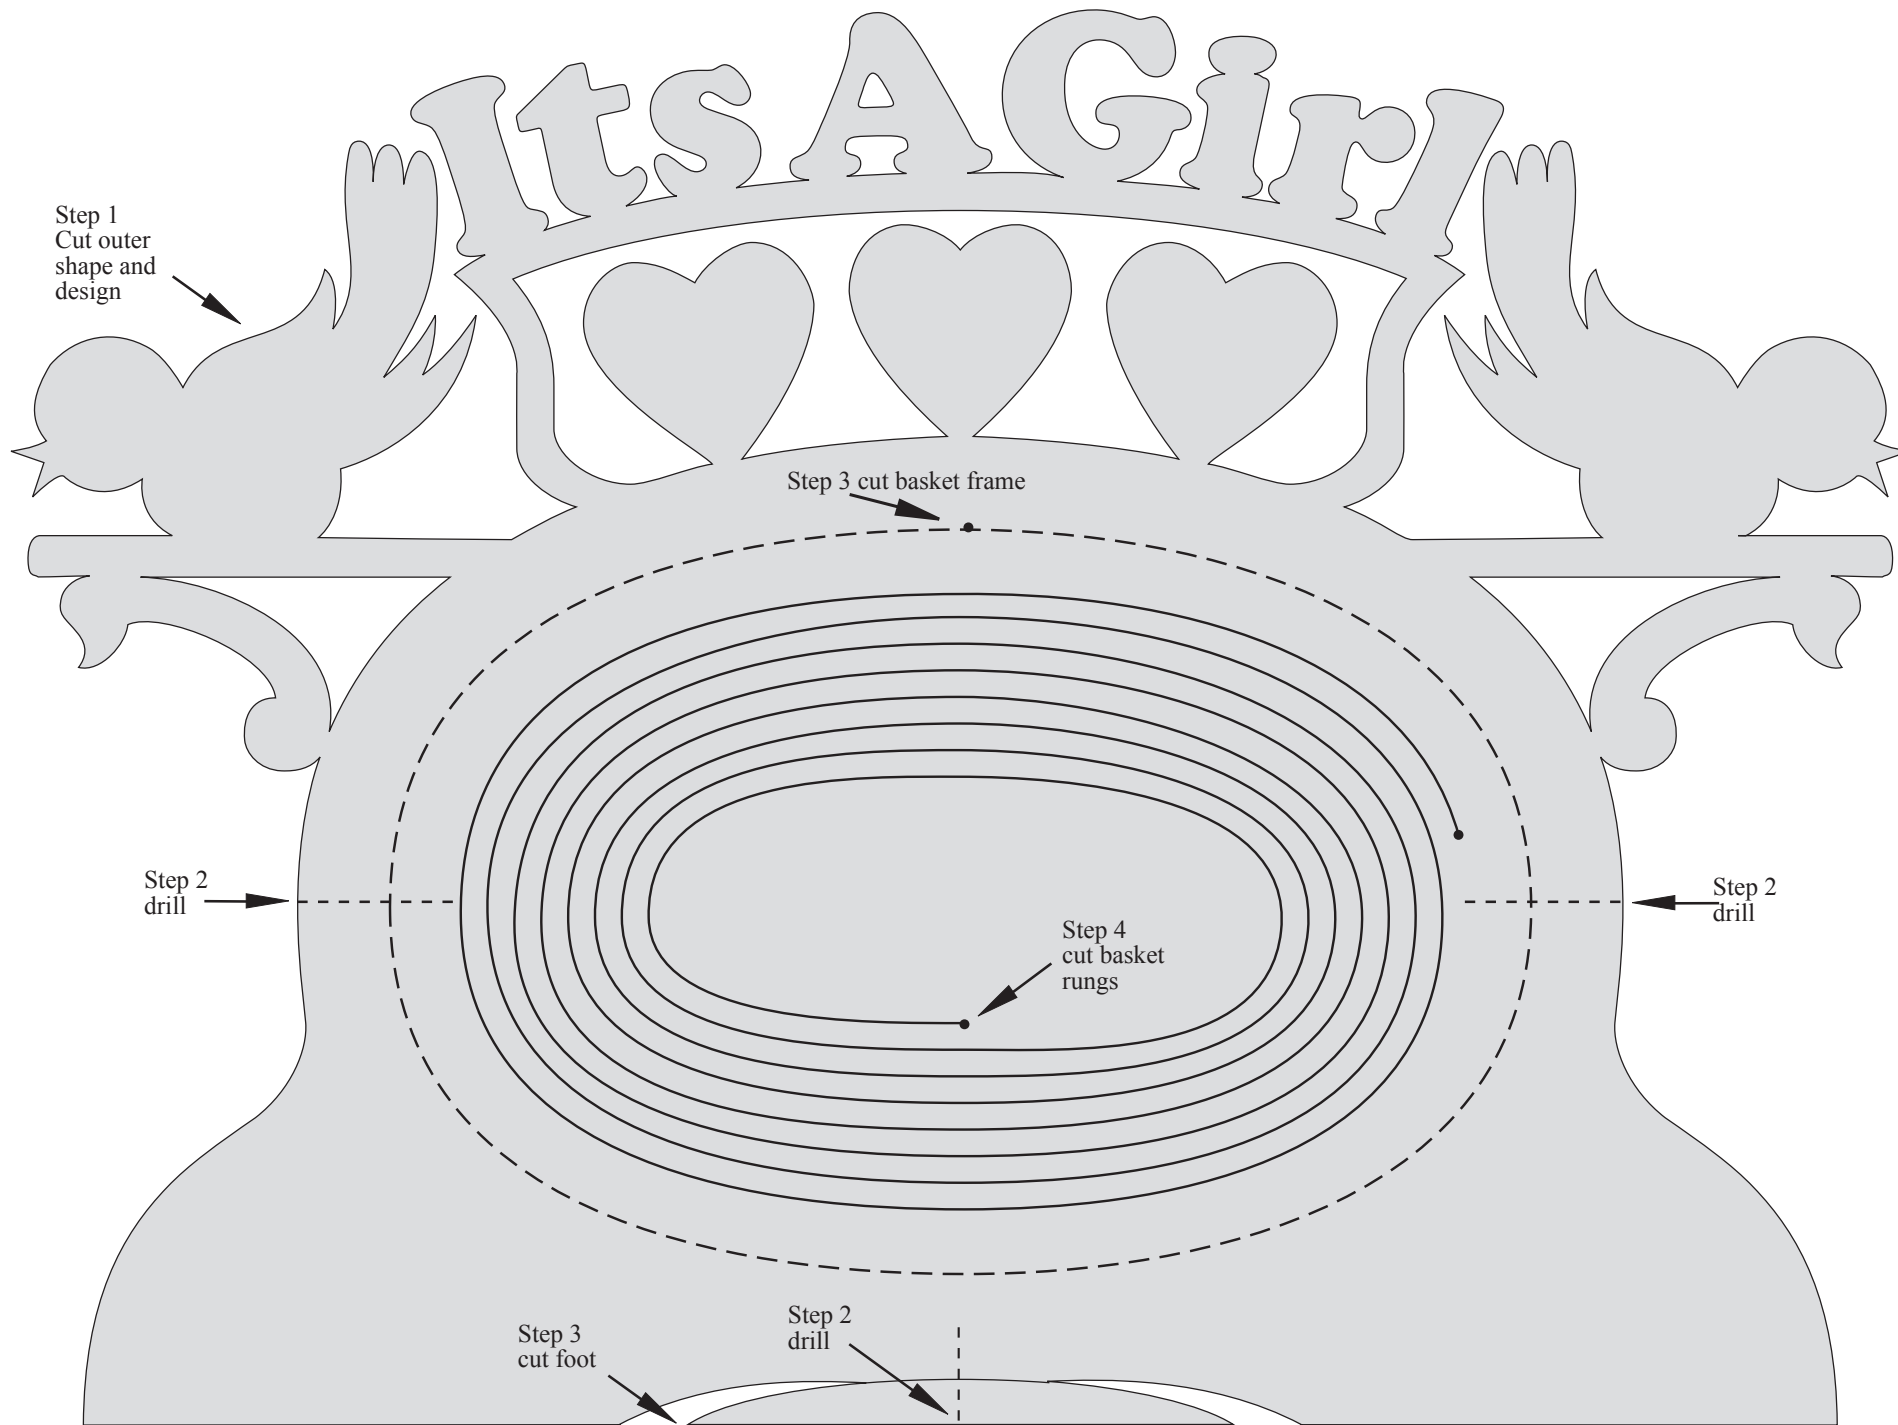 Its A Girl
Step 1
Cut outer
shape and
design
Step 3 cut basket frame
Step 2
drill
Step 2
drill
Step 4
cut basket
rungs
Step 2
drill
Step 3
cut foot